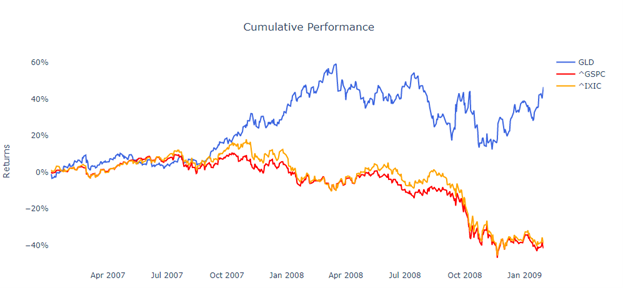 Cumulative Performance
60%
40%
20%
0%
−20%
−40%
Returns
Apr 2007
Jul 2007
Oct 2007
Jan 2008
Apr 2008
Jul 2008
Oct 2008
Jan 2009
GLD
^GSPC
^IXIC